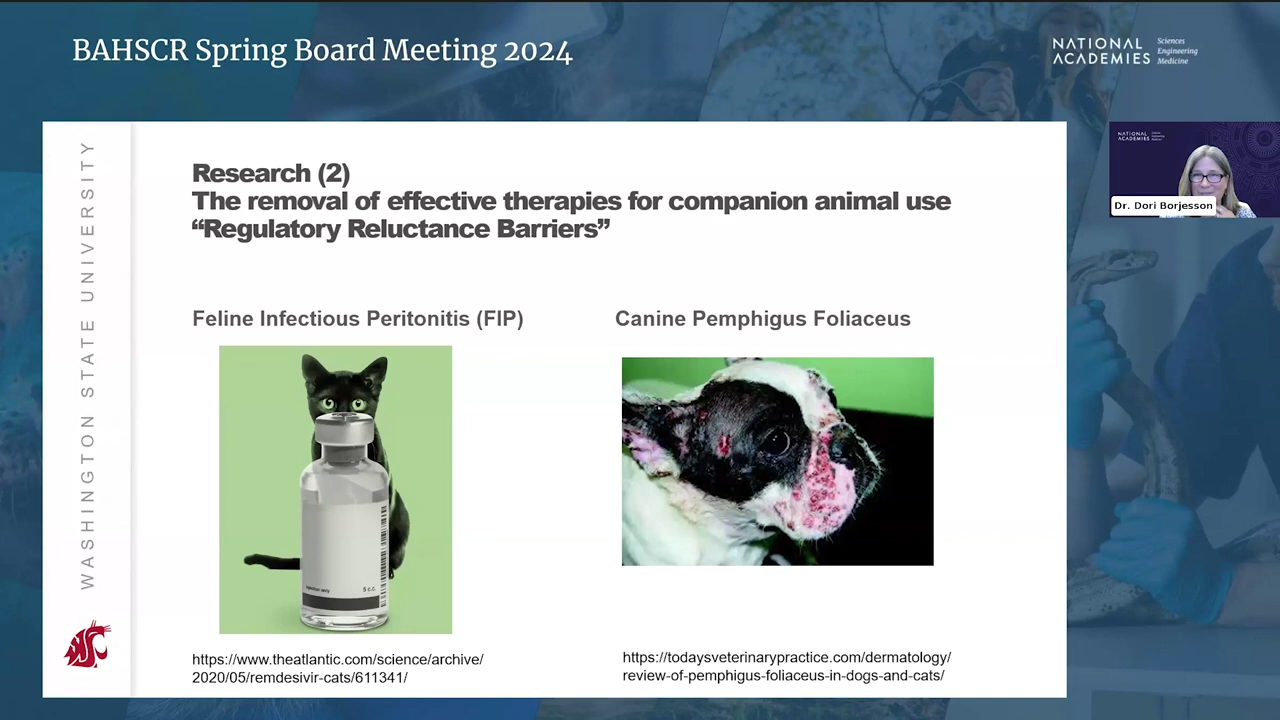 BAHSCR Spring Board Meeting 2024
NATIONAL
ACADEMIES
Sciences
Engineering
Medicine
WASHINGTON STATE UNIVERSITY
Research (2)
The removal of effective therapies for companion animal use
“Regulatory Reluctance Barriers”
Feline Infectious Peritonitis (FIP)
Canine Pemphigus Foliaceus
injection only
5 c.c.
https://www.theatlantic.com/science/archive/
2020/05/remdesivir-cats/611341/
https://todaysveterinarypractice.com/dermatology/
review-of-pemphigus-foliaceus-in-dogs-and-cats/
NATIONAL
ACADEMIES
Dr. Dori Borjesson